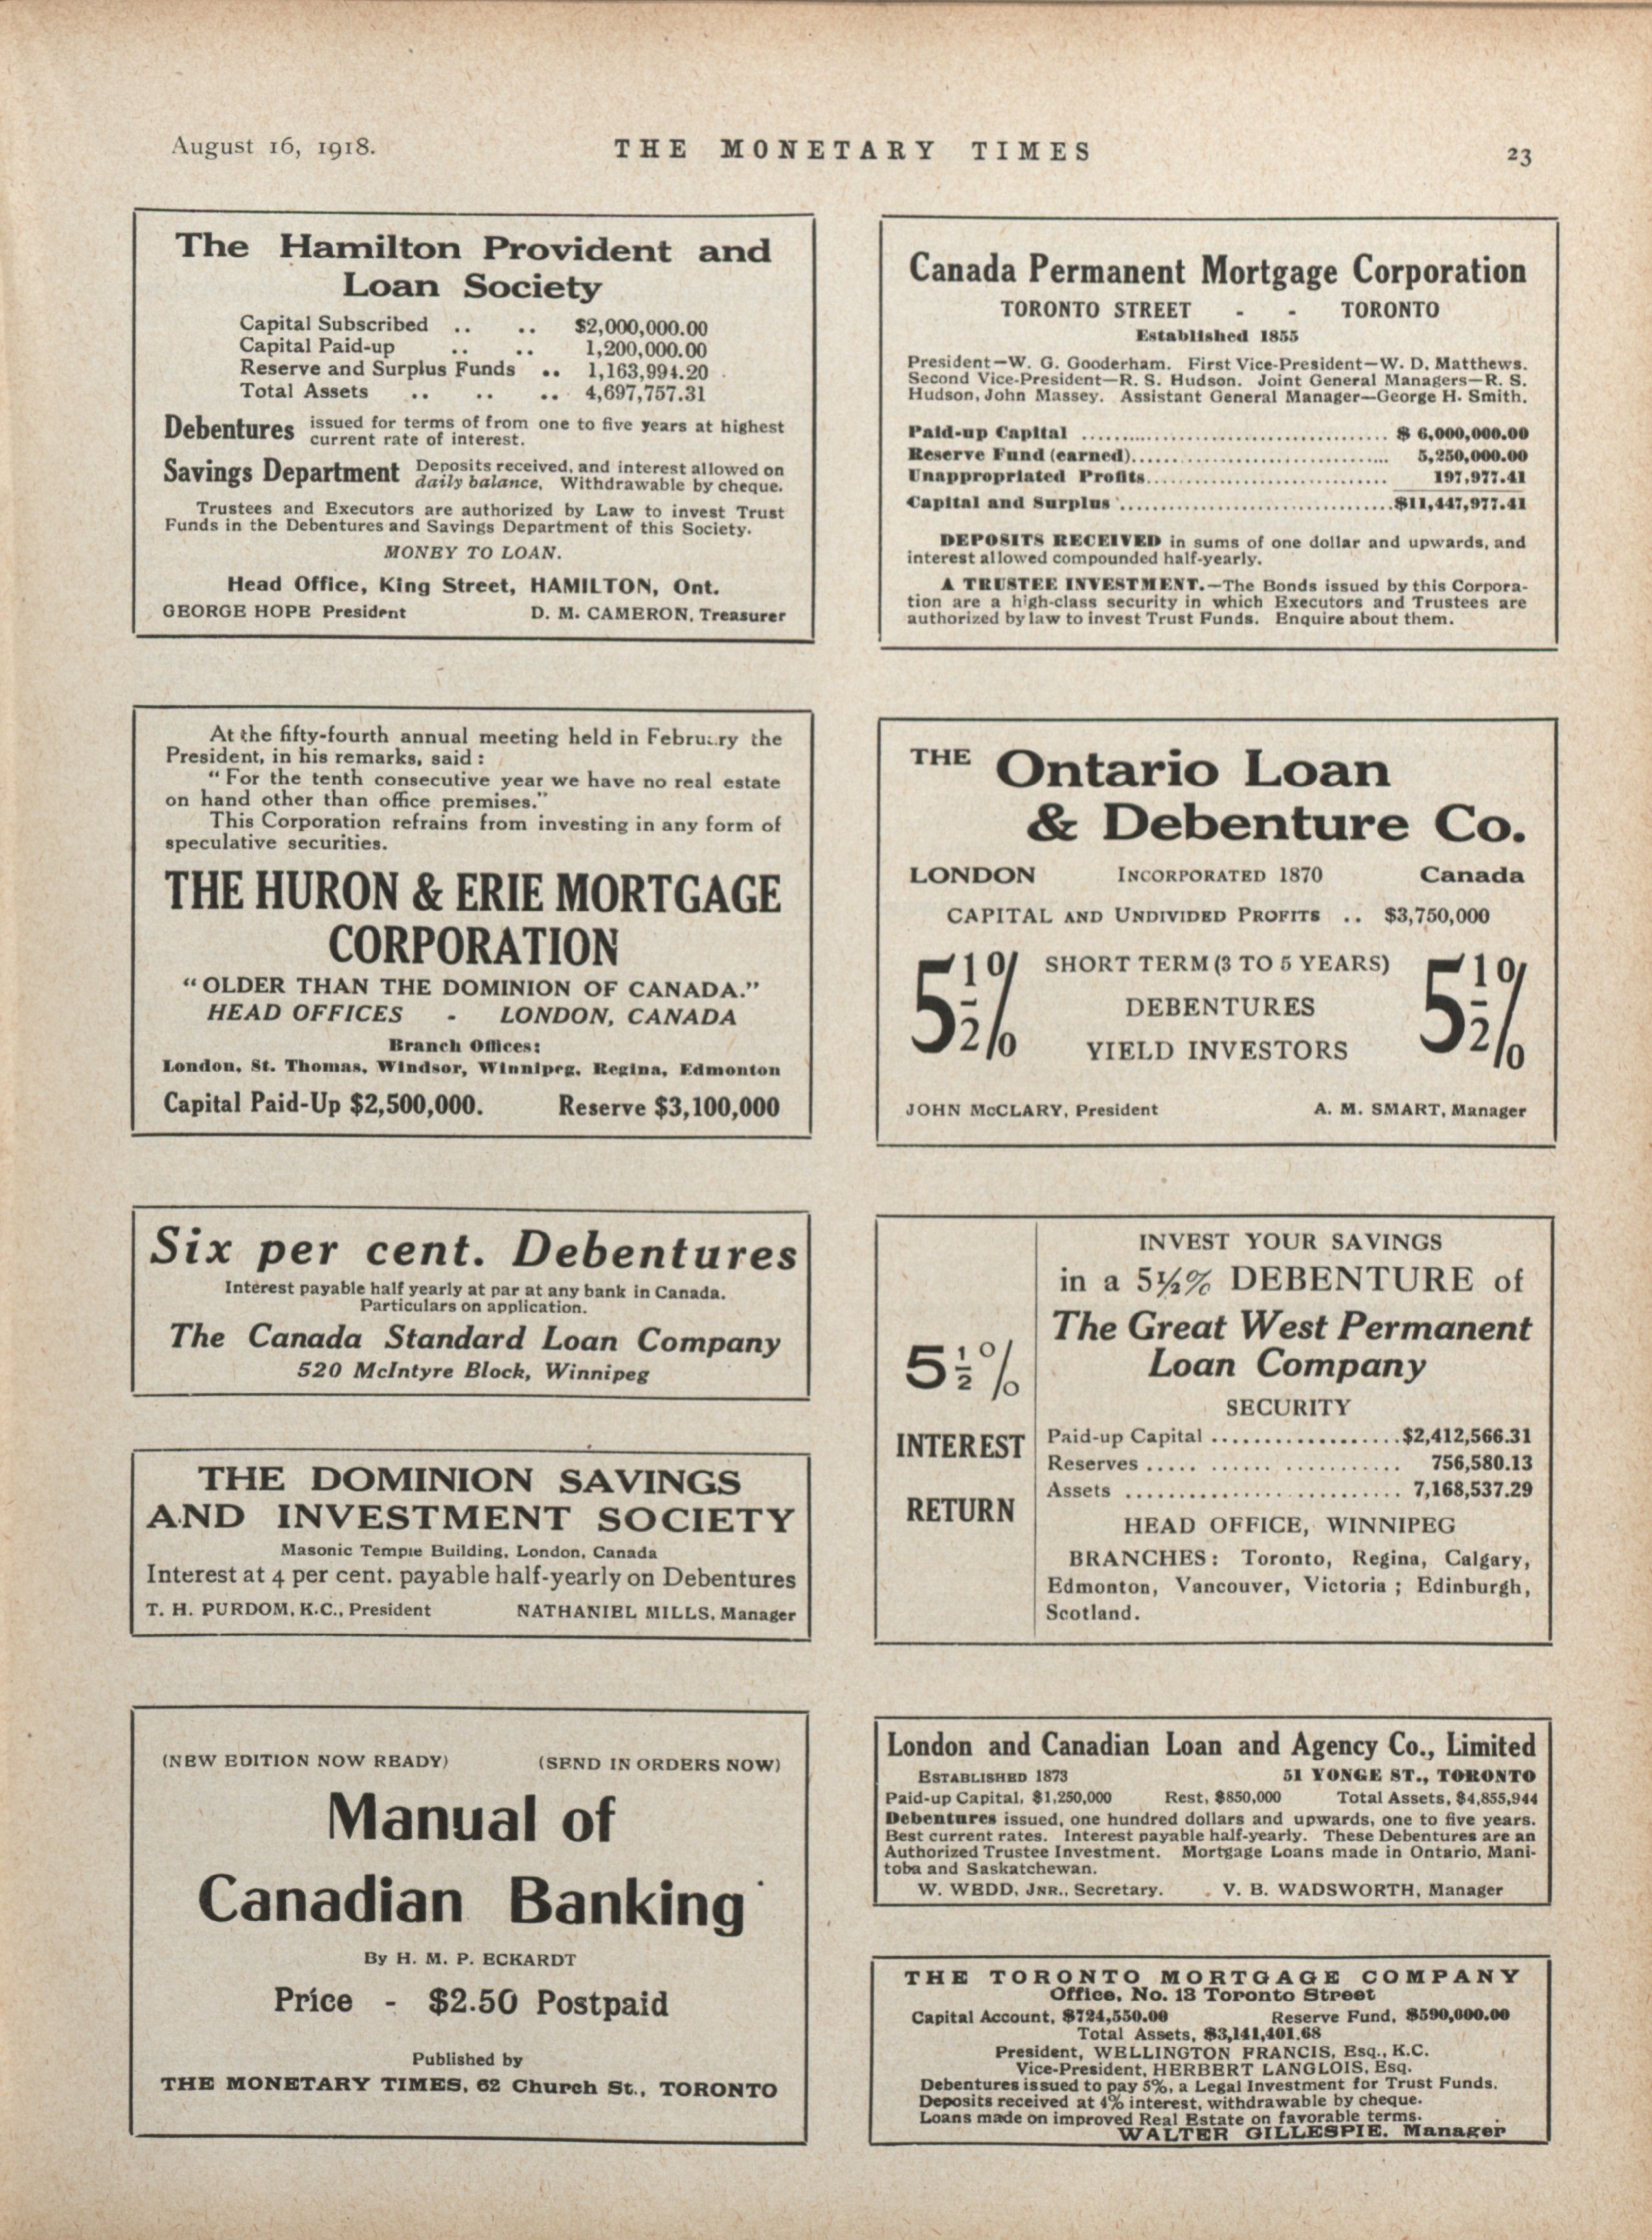 August 16, 1918.
THE MONETARY TIMES
23
The Hamilton Provident and
Loan Society
Capital Subscribed .. .. $2,000,000.00
Capital Paid-up .. .. 1,200,000.00
Reserve and Surplus Funds .. 1,163,994.20
Total Assets .. .. .. 4,697,757.31
Debentures issued for terms of from one to five years at highest
current rate of interest.
Savings Department Deposits received, and interest allowed on
daily balance. Withdrawable by cheque.
Trustees and Executors are authorized by Law to invest Trust
Funds in the Debentures and Savings Department of this Society.
MONEY TO LOAN.
Head Office, King Street, HAMILTON, Ont.
GEORGE HOPE President D. M. CAMERON, Treasurer
At the fifty-fourth annual meeting held in February the
President, in his remarks, said :
" For the tenth consecutive year we have no real estate
on hand other than office premises."
This Corporation refrains from investing in any form of
speculative securities.
THE HURON & ERIE MORTGAGE
CORPORATION
"OLDER THAN THE DOMINION OF CANADA."
HEAD OFFICES - LONDON, CANADA
Branch Offices:
London, St. Thomas, Windsor, Winnipeg, Regina, Edmonton
Capital Paid-Up $2,500,000. Reserve $3,100,000
Six per cent. Debentures
Interest payable half yearly at par at any bank in Canada.
Particulars on application.
The Canada Standard Loan Company
520 McIntyre Block, Winnipeg
THE DOMINION SAVINGS
AND INVESTMENT SOCIETY
Masonic Temple Building, London, Canada
Interest at 4 per cent. payable half-yearly on Debentures
T. H. PURDOM, K.C., President NATHANIEL MILLS, Manager
(NEW EDITION NOW READY) (SEND IN ORDERS NOW)
Manual of
Canadian Banking
By H. M. P. ECKARDT
Price - $2.50 Postpaid
Published by
THE MONETARY TIMES, 62 Church St., TORONTO
Canada Permanent Mortgage Corporation
TORONTO STREET - - TORONTO
Established 1855
President—W. G. Gooderham. First Vice-President—W. D. Matthews.
Second Vice-President—R. S. Hudson. Joint General Managers—R. S.
Hudson, John Massey. Assistant General Manager—George H. Smith.
Paid-up Capital ........................................ $ 6,000,000.00
Reserve Fund (earned).................................. 5,250,000.00
Unappropriated Profits............................... 197,977.41
Capital and Surplus ...................................$11,447,977.41
DEPOSITS RECEIVED in sums of one dollar and upwards, and
interest allowed compounded half-yearly.
A TRUSTEE INVESTMENT.—The Bonds issued by this Corpora-
tion are a high-class security in which Executors and Trustees are
authorized by law to invest Trust Funds. Enquire about them.
THE Ontario Loan
& Debenture Co.
LONDON INCORPORATED 1870 Canada
CAPITAL AND UNDIVIDED PROFITS .. $3,750,000
5½% SHORT TERM (3 TO 5 YEARS) 5½%
DEBENTURES
YIELD INVESTORS
JOHN McCLARY, President A. M. SMART, Manager
5½%
INTEREST
RETURN
INVEST YOUR SAVINGS
in a 5½% DEBENTURE of
The Great West Permanent
Loan Company
SECURITY
Paid-up Capital ...................$2,412,566.31
Reserves ..... ...... ........... 756,580.13
Assets ............................ 7,168,537.29
HEAD OFFICE, WINNIPEG
BRANCHES: Toronto, Regina, Calgary,
Edmonton, Vancouver, Victoria ; Edinburgh,
Scotland.
London and Canadian Loan and Agency Co., Limited
ESTABLISHED 1873 51 YONGE ST., TORONTO
Paid-up Capital, $1,250,000 Rest, $850,000 Total Assets, $4,855,944
Debentures issued, one hundred dollars and upwards, one to five years.
Best current rates. Interest payable half-yearly. These Debentures are an
Authorized Trustee Investment. Mortgage Loans made in Ontario, Mani-
toba and Saskatchewan.
W. WEDD, JNR., Secretary. V. B. WADSWORTH, Manager
THE TORONTO MORTGAGE COMPANY
Office, No. 13 Toronto Street
Capital Account, $724,550.00 Reserve Fund, $590,000.00
Total Assets, $3,141,401.68
President, WELLINGTON FRANCIS, Esq., K.C.
Vice-President, HERBERT LANGLOIS, Esq.
Debentures issued to pay 5%, a Legal Investment for Trust Funds.
Deposits received at 4% interest, withdrawable by cheque.
Loans made on improved Real Estate on favorable terms.
WALTER GILLESPIE, Manager